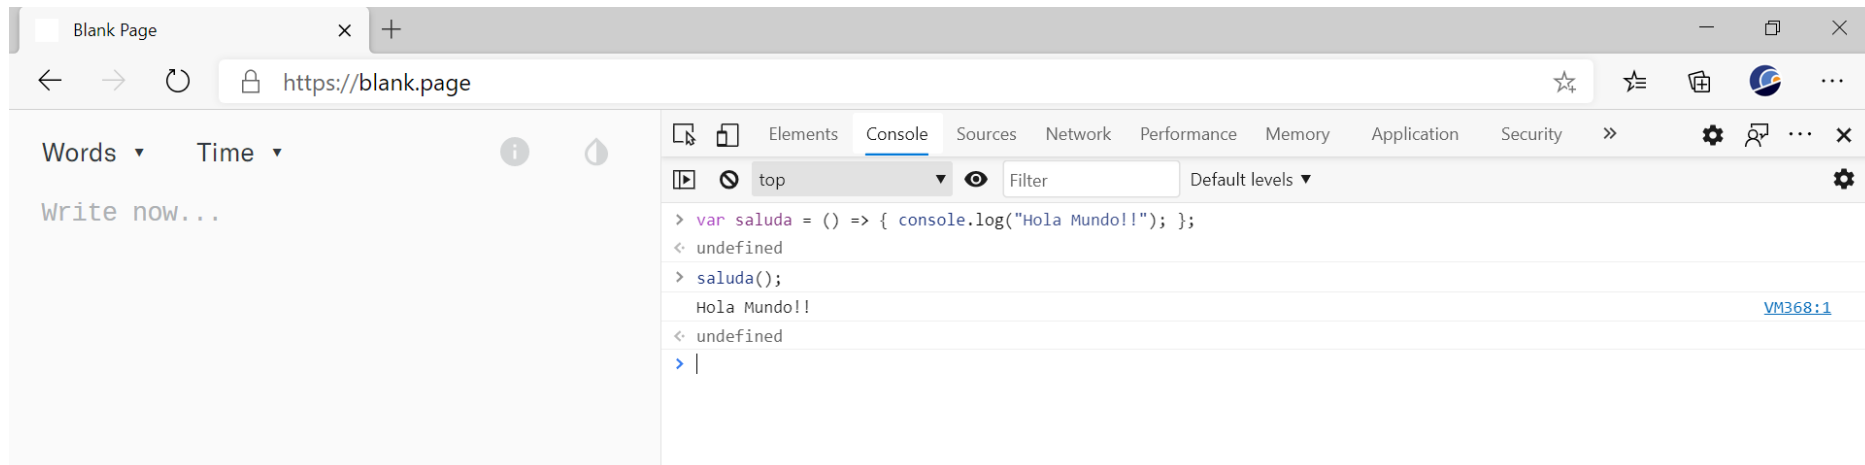 Blank Page
https://blank.page
Words Time
Write now...
Elements Console Sources Network Performance Memory Application Security
top Filter Default levels
> var saluda = () => { console.log("Hola Mundo!!"); };
undefined
> saluda();
Hola Mundo!! VM368:1
undefined
>